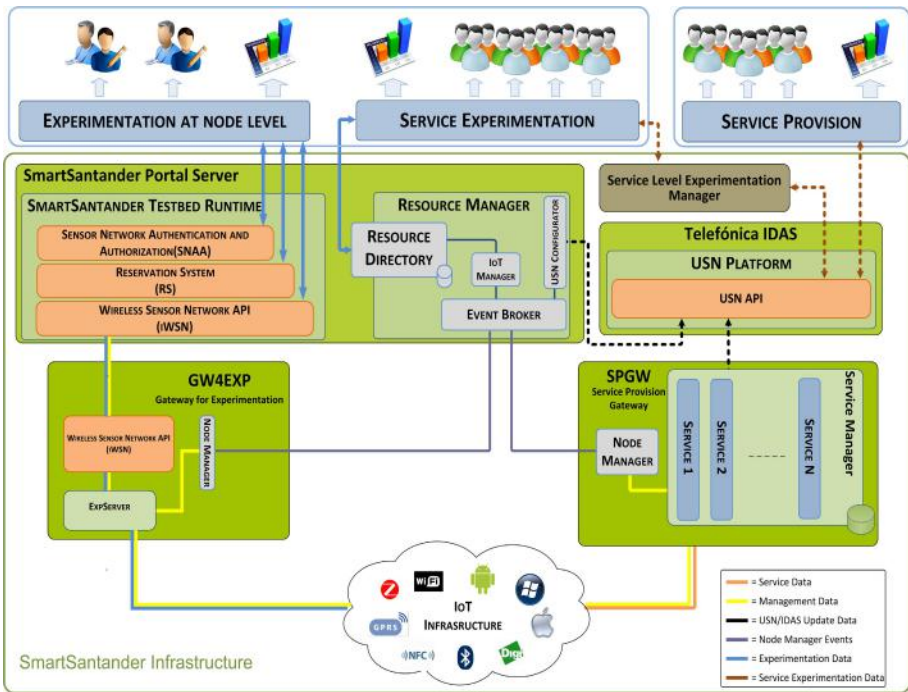 EXPERIMENTATION AT NODE LEVEL
SERVICE EXPERIMENTATION
SERVICE PROVISION
SmartSantander Portal Server
SMARTSANTANDER TESTBED RUNTIME
SENSOR NETWORK AUTHENTICATION AND
AUTHORIZATION(SNAA)
RESERVATION SYSTEM
(RS)
WIRELESS SENSOR NETWORK API
(iWSN)
RESOURCE MANAGER
RESOURCE
DIRECTORY
IoT
MANAGER
USN CONFIGURATOR
EVENT BROKER
Service Level Experimentation
Manager
Telefónica IDAS
USN PLATFORM
USN API
GW4EXP
Gateway for Experimentation
WIRELESS SENSOR NETWORK API
(iWSN)
NODE MANAGER
EXPSERVER
SPGW
Service Provision
Gateway
NODE
MANAGER
SERVICE 1
SERVICE 2
SERVICE N
Service Manager
WiFi
IoT
INFRASRUCTURE
GPRS
NFC
Digi
= Service Data
= Management Data
= USN/IDAS Update Data
= Node Manager Events
= Experimentation Data
= Service Experimentation Data
SmartSantander Infrastructure